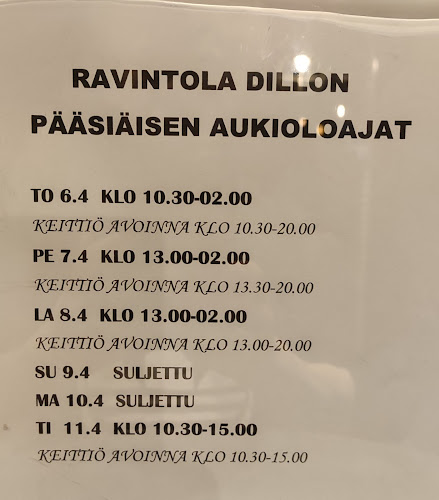 RAVINTOLA DILLON
PÄÄSIÄISEN AUKIOLOAJAT
TO 6.4 KLO 10.30-02.00
KEITTIÖ AVOINNA KLO 10.30-20.00
PE 7.4 KLO 13.00-02.00
KEITTIÖ AVOINNA KLO 13.30-20.00
LA 8.4 KLO 13.00-02.00
KEITTIÖ AVOINNA KLO 13.00-20.00
SU 9.4 SULJETTU
MA 10.4 SULJETTU
TI 11.4 KLO 10.30-15.00
KEITTIÖ AVOINNA KLO 10.30-15.00